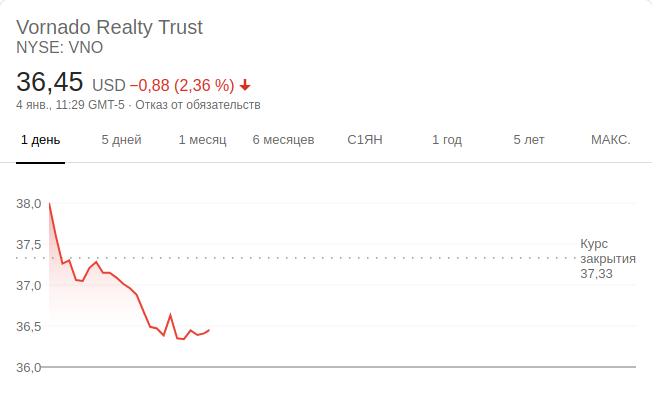 Vornado Realty Trust
NYSE: VNO
36,45 USD −0,88 (2,36 %)
4 янв., 11:29 GMT-5 · Отказ от обязательств
1 день 5 дней 1 месяц 6 месяцев С1ЯН 1 год 5 лет МАКС.
38,0
37,5
37,0
36,5
36,0
Курс
закрытия
37,33